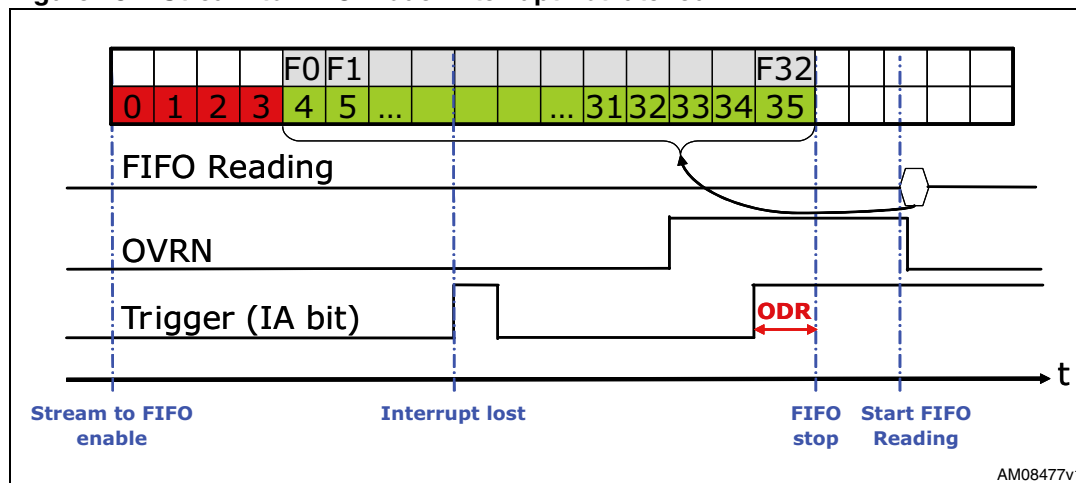 F0 F1 F32
0 1 2 3 4 5 ... ... 31 32 33 34 35
FIFO Reading
OVRN
Trigger (IA bit)
ODR
t
Stream to FIFO
enable
Interrupt lost
FIFO
stop
Start FIFO
Reading